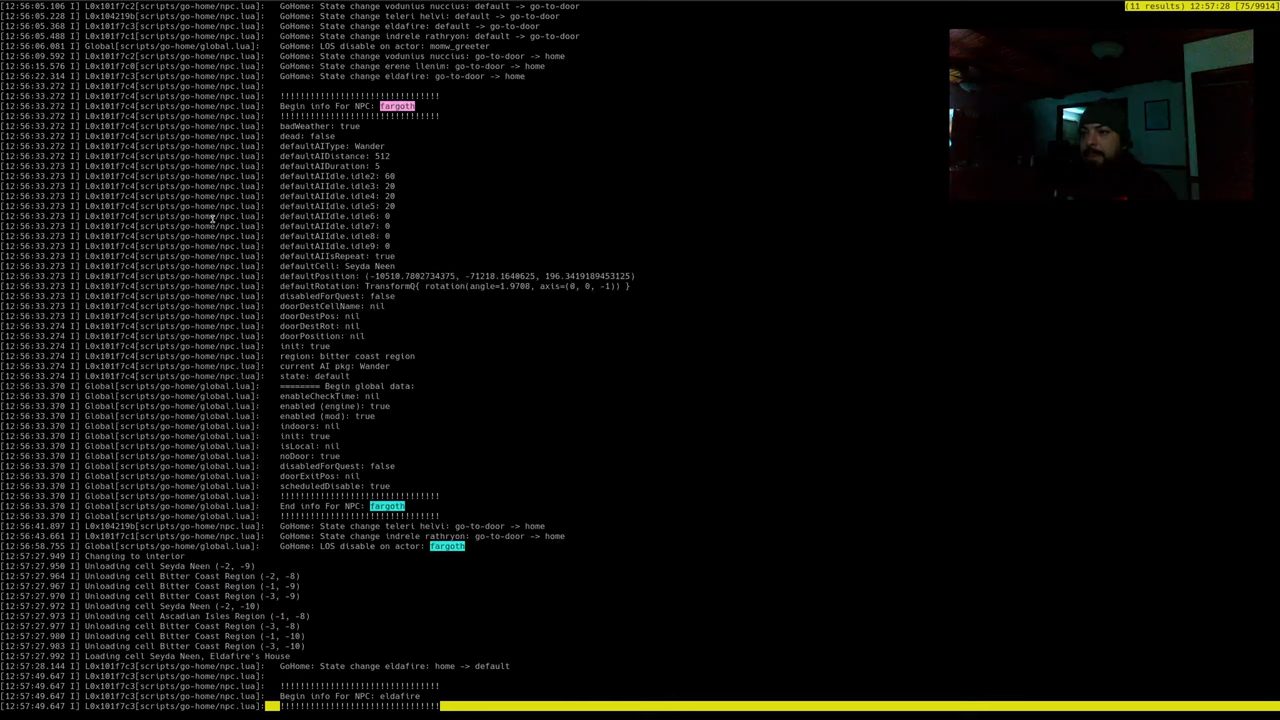 (11 results) 12:57:28 [75/9914]
[12:56:05.106 I] L0x101f7c2[scripts/go-home/npc.lua]:   GoHome: State change vodunius nuccius: default -> go-to-door
[12:56:05.228 I] L0x104219b[scripts/go-home/npc.lua]:   GoHome: State change teleri helvi: default -> go-to-door
[12:56:05.368 I] L0x101f7c3[scripts/go-home/npc.lua]:   GoHome: State change eldafire: default -> go-to-door
[12:56:05.488 I] L0x101f7c1[scripts/go-home/npc.lua]:   GoHome: State change indrele rathryon: default -> go-to-door
[12:56:06.081 I] Global[scripts/go-home/global.lua]:    GoHome: LOS disable on actor: momw_greeter
[12:56:09.592 I] L0x101f7c2[scripts/go-home/npc.lua]:   GoHome: State change vodunius nuccius: go-to-door -> home
[12:56:15.576 I] L0x101f7c0[scripts/go-home/npc.lua]:   GoHome: State change erene llenim: go-to-door -> home
[12:56:22.314 I] L0x101f7c3[scripts/go-home/npc.lua]:   GoHome: State change eldafire: go-to-door -> home
[12:56:33.272 I] L0x101f7c4[scripts/go-home/npc.lua]:
[12:56:33.272 I] L0x101f7c4[scripts/go-home/npc.lua]:   !!!!!!!!!!!!!!!!!!!!!!!!!!!!!!!!
[12:56:33.272 I] L0x101f7c4[scripts/go-home/npc.lua]:   Begin info For NPC: fargoth
[12:56:33.272 I] L0x101f7c4[scripts/go-home/npc.lua]:   !!!!!!!!!!!!!!!!!!!!!!!!!!!!!!!!
[12:56:33.272 I] L0x101f7c4[scripts/go-home/npc.lua]:   badWeather: true
[12:56:33.272 I] L0x101f7c4[scripts/go-home/npc.lua]:   dead: false
[12:56:33.272 I] L0x101f7c4[scripts/go-home/npc.lua]:   defaultAIType: Wander
[12:56:33.273 I] L0x101f7c4[scripts/go-home/npc.lua]:   defaultAIDistance: 512
[12:56:33.273 I] L0x101f7c4[scripts/go-home/npc.lua]:   defaultAIDuration: 5
[12:56:33.273 I] L0x101f7c4[scripts/go-home/npc.lua]:   defaultAIIdle.idle2: 60
[12:56:33.273 I] L0x101f7c4[scripts/go-home/npc.lua]:   defaultAIIdle.idle3: 20
[12:56:33.273 I] L0x101f7c4[scripts/go-home/npc.lua]:   defaultAIIdle.idle4: 20
[12:56:33.273 I] L0x101f7c4[scripts/go-home/npc.lua]:   defaultAIIdle.idle5: 20
[12:56:33.273 I] L0x101f7c4[scripts/go-home/npc.lua]:   defaultAIIdle.idle6: 0
[12:56:33.273 I] L0x101f7c4[scripts/go-home/npc.lua]:   defaultAIIdle.idle7: 0
[12:56:33.273 I] L0x101f7c4[scripts/go-home/npc.lua]:   defaultAIIdle.idle8: 0
[12:56:33.273 I] L0x101f7c4[scripts/go-home/npc.lua]:   defaultAIIdle.idle9: 0
[12:56:33.273 I] L0x101f7c4[scripts/go-home/npc.lua]:   defaultAIIsRepeat: true
[12:56:33.273 I] L0x101f7c4[scripts/go-home/npc.lua]:   defaultCell: Seyda Neen
[12:56:33.273 I] L0x101f7c4[scripts/go-home/npc.lua]:   defaultPosition: (-10510.7802734375, -71218.1640625, 196.3419189453125)
[12:56:33.273 I] L0x101f7c4[scripts/go-home/npc.lua]:   defaultRotation: TransformQ{ rotation(angle=1.9708, axis=(0, 0, -1)) }
[12:56:33.273 I] L0x101f7c4[scripts/go-home/npc.lua]:   disabledForQuest: false
[12:56:33.273 I] L0x101f7c4[scripts/go-home/npc.lua]:   doorDestCellName: nil
[12:56:33.273 I] L0x101f7c4[scripts/go-home/npc.lua]:   doorDestPos: nil
[12:56:33.274 I] L0x101f7c4[scripts/go-home/npc.lua]:   doorDestRot: nil
[12:56:33.274 I] L0x101f7c4[scripts/go-home/npc.lua]:   doorPosition: nil
[12:56:33.274 I] L0x101f7c4[scripts/go-home/npc.lua]:   init: true
[12:56:33.274 I] L0x101f7c4[scripts/go-home/npc.lua]:   region: bitter coast region
[12:56:33.274 I] L0x101f7c4[scripts/go-home/npc.lua]:   current AI pkg: Wander
[12:56:33.274 I] L0x101f7c4[scripts/go-home/npc.lua]:   state: default
[12:56:33.370 I] Global[scripts/go-home/global.lua]:    ======== Begin global data:
[12:56:33.370 I] Global[scripts/go-home/global.lua]:    enableCheckTime: nil
[12:56:33.370 I] Global[scripts/go-home/global.lua]:    enabled (engine): true
[12:56:33.370 I] Global[scripts/go-home/global.lua]:    enabled (mod): true
[12:56:33.370 I] Global[scripts/go-home/global.lua]:    indoors: nil
[12:56:33.370 I] Global[scripts/go-home/global.lua]:    init: true
[12:56:33.370 I] Global[scripts/go-home/global.lua]:    isLocal: nil
[12:56:33.370 I] Global[scripts/go-home/global.lua]:    noDoor: true
[12:56:33.370 I] Global[scripts/go-home/global.lua]:    disabledForQuest: false
[12:56:33.370 I] Global[scripts/go-home/global.lua]:    doorExitPos: nil
[12:56:33.370 I] Global[scripts/go-home/global.lua]:    scheduledDisable: true
[12:56:33.370 I] Global[scripts/go-home/global.lua]:    !!!!!!!!!!!!!!!!!!!!!!!!!!!!!!!!
[12:56:33.370 I] Global[scripts/go-home/global.lua]:    End info For NPC: fargoth
[12:56:33.370 I] Global[scripts/go-home/global.lua]:    !!!!!!!!!!!!!!!!!!!!!!!!!!!!!!!!
[12:56:41.897 I] L0x104219b[scripts/go-home/npc.lua]:   GoHome: State change teleri helvi: go-to-door -> home
[12:56:43.661 I] L0x101f7c1[scripts/go-home/npc.lua]:   GoHome: State change indrele rathryon: go-to-door -> home
[12:56:58.755 I] Global[scripts/go-home/global.lua]:    GoHome: LOS disable on actor: fargoth
[12:57:27.949 I] Changing to interior
[12:57:27.950 I] Unloading cell Seyda Neen (-2, -9)
[12:57:27.964 I] Unloading cell Bitter Coast Region (-2, -8)
[12:57:27.967 I] Unloading cell Bitter Coast Region (-1, -9)
[12:57:27.970 I] Unloading cell Bitter Coast Region (-3, -9)
[12:57:27.972 I] Unloading cell Seyda Neen (-2, -10)
[12:57:27.973 I] Unloading cell Ascadian Isles Region (-1, -8)
[12:57:27.977 I] Unloading cell Bitter Coast Region (-3, -8)
[12:57:27.980 I] Unloading cell Bitter Coast Region (-1, -10)
[12:57:27.983 I] Unloading cell Bitter Coast Region (-3, -10)
[12:57:27.992 I] Loading cell Seyda Neen, Eldafire's House
[12:57:28.144 I] L0x101f7c3[scripts/go-home/npc.lua]:   GoHome: State change eldafire: home -> default
[12:57:49.647 I] L0x101f7c3[scripts/go-home/npc.lua]:
[12:57:49.647 I] L0x101f7c3[scripts/go-home/npc.lua]:   !!!!!!!!!!!!!!!!!!!!!!!!!!!!!!!!
[12:57:49.647 I] L0x101f7c3[scripts/go-home/npc.lua]:   Begin info For NPC: eldafire
[12:57:49.647 I] L0x101f7c3[scripts/go-home/npc.lua]:   !!!!!!!!!!!!!!!!!!!!!!!!!!!!!!!!